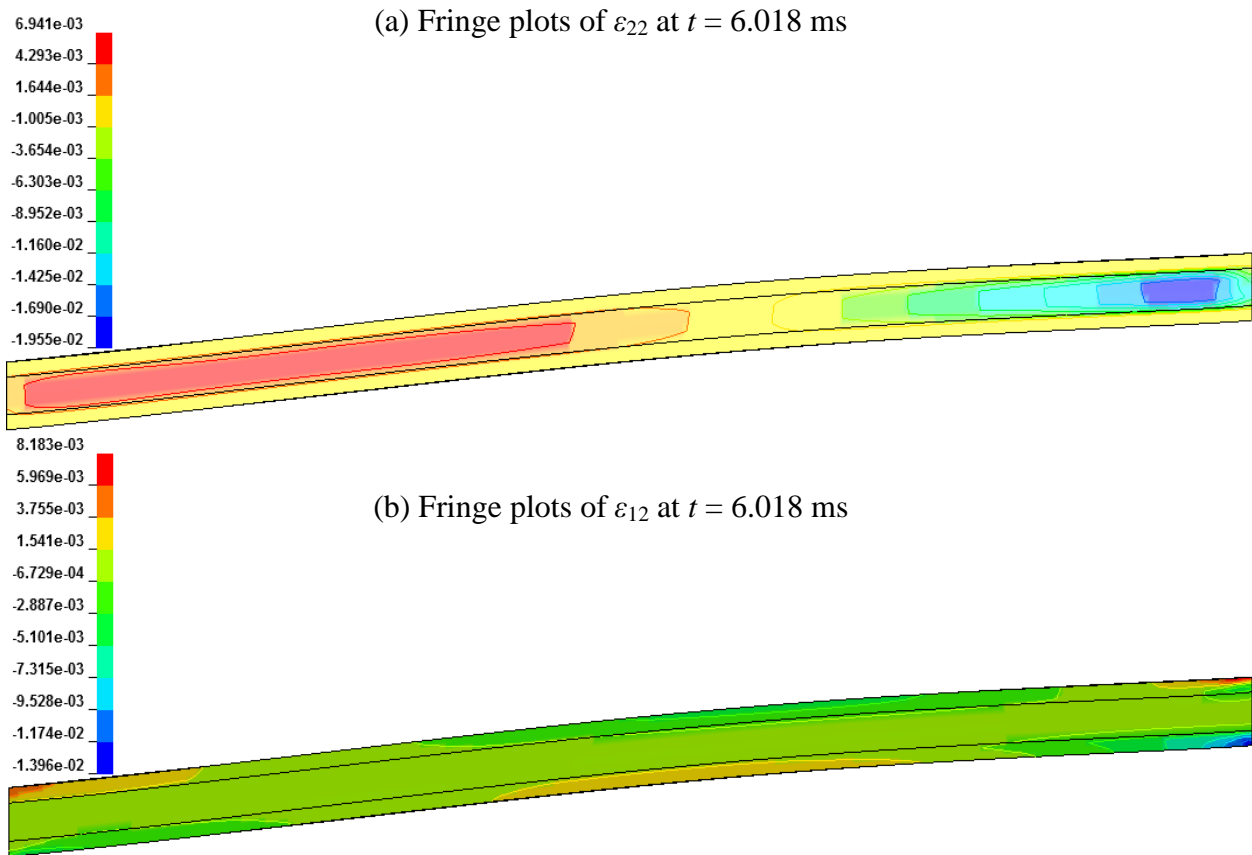 (a) Fringe plots of ε22 at t = 6.018 ms
6.941e-03
4.293e-03
1.644e-03
-1.005e-03
-3.654e-03
-6.303e-03
-8.952e-03
-1.160e-02
-1.425e-02
-1.690e-02
-1.955e-02
(b) Fringe plots of ε12 at t = 6.018 ms
8.183e-03
5.969e-03
3.755e-03
1.541e-03
-6.729e-04
-2.887e-03
-5.101e-03
-7.315e-03
-9.528e-03
-1.174e-02
-1.396e-02